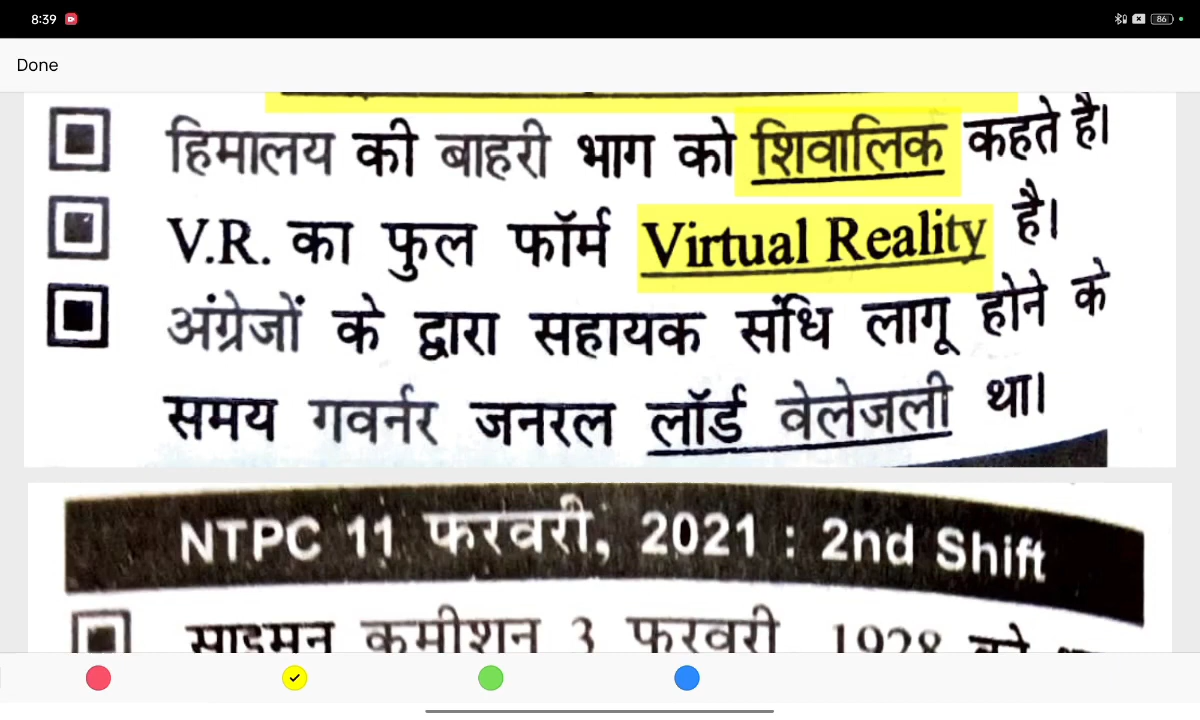 8:39
86
Done
हिमालय की बाहरी भाग को शिवालिक कहते है।
V.R. का फुल फॉर्म Virtual Reality है।
अंग्रेजों के द्वारा सहायक संधि लागू होने के
समय गवर्नर जनरल लॉर्ड वेलेजली था।
NTPC 11 फरवरी, 2021 : 2nd Shift
साइमन कमीशन 3 फरवरी 1928 को